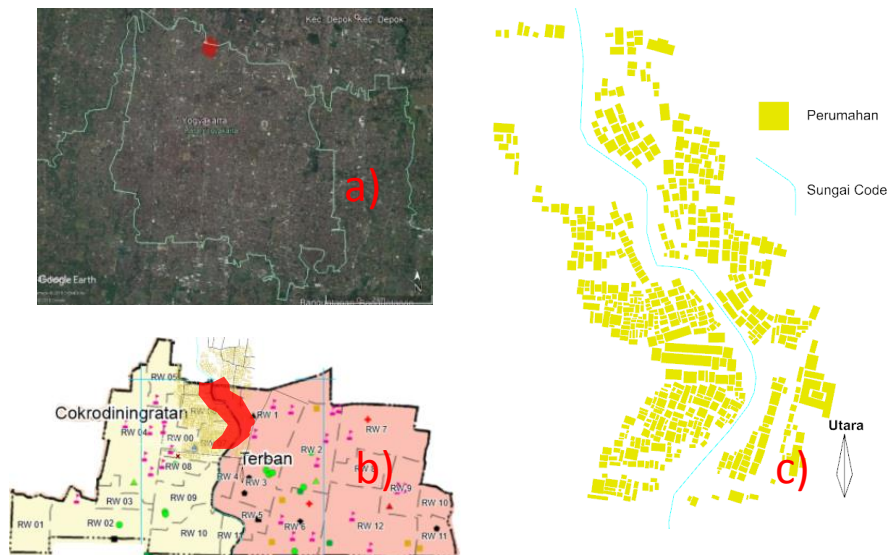 Kec. Depok Kec. Depok
Yogyakarta
a)
Google Earth
Perumahan
Sungai Code
Utara
c)
RW 05
Cokrodiningratan
RW 04
RW 00
RW 08
RW 03
RW 09
RW 01
RW 02
RW 10
RW 1
RW 7
RW 2
Terban
b)
RW 4
RW 3
RW 9
RW 10
RW 5
RW 6
RW 12
RW 11